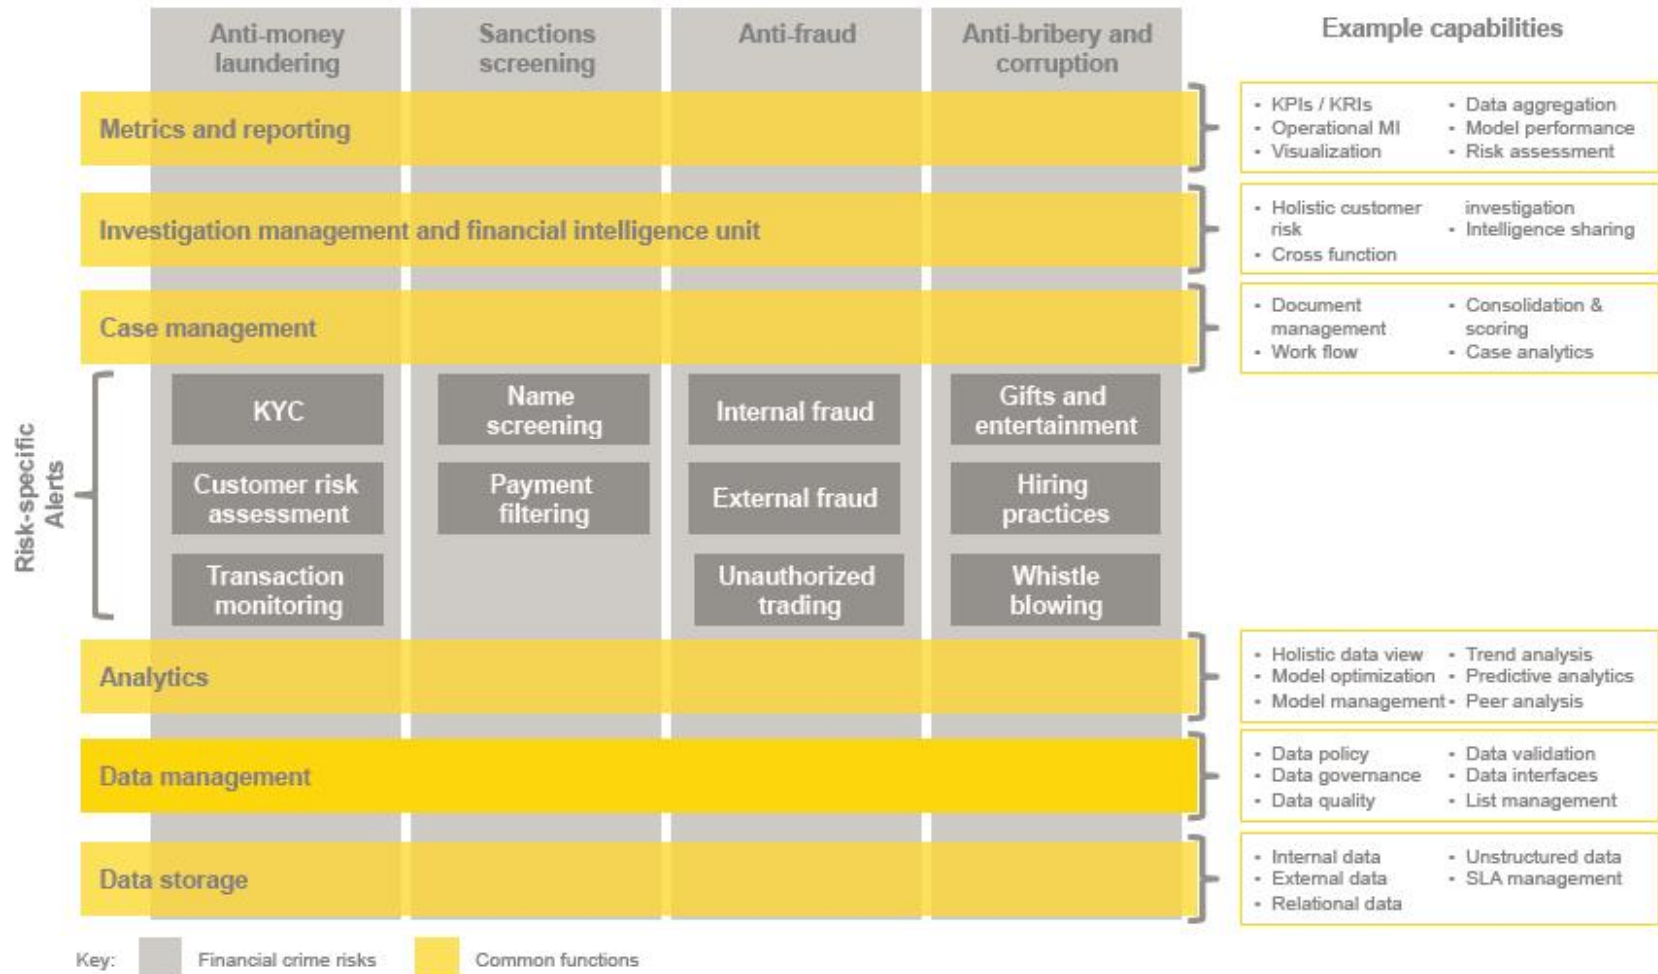 Anti-money
laundering
Sanctions
screening
Anti-fraud
Anti-bribery and
corruption
Example capabilities
Metrics and reporting
• KPIs / KRIs
• Operational MI
• Visualization
• Data aggregation
• Model performance
• Risk assessment
Investigation management and financial intelligence unit
• Holistic customer
risk
• Cross function
investigation
• Intelligence sharing
Case management
• Document
management
• Work flow
• Consolidation &
scoring
• Case analytics
Risk-specific
Alerts
KYC
Name
screening
Internal fraud
Gifts and
entertainment
Customer risk
assessment
Payment
filtering
External fraud
Hiring
practices
Transaction
monitoring
Unauthorized
trading
Whistle
blowing
Analytics
• Holistic data view
• Model optimization
• Model management
• Trend analysis
• Predictive analytics
• Peer analysis
Data management
• Data policy
• Data governance
• Data quality
• Data validation
• Data interfaces
• List management
Data storage
• Internal data
• External data
• Relational data
• Unstructured data
• SLA management
Key:
Financial crime risks
Common functions